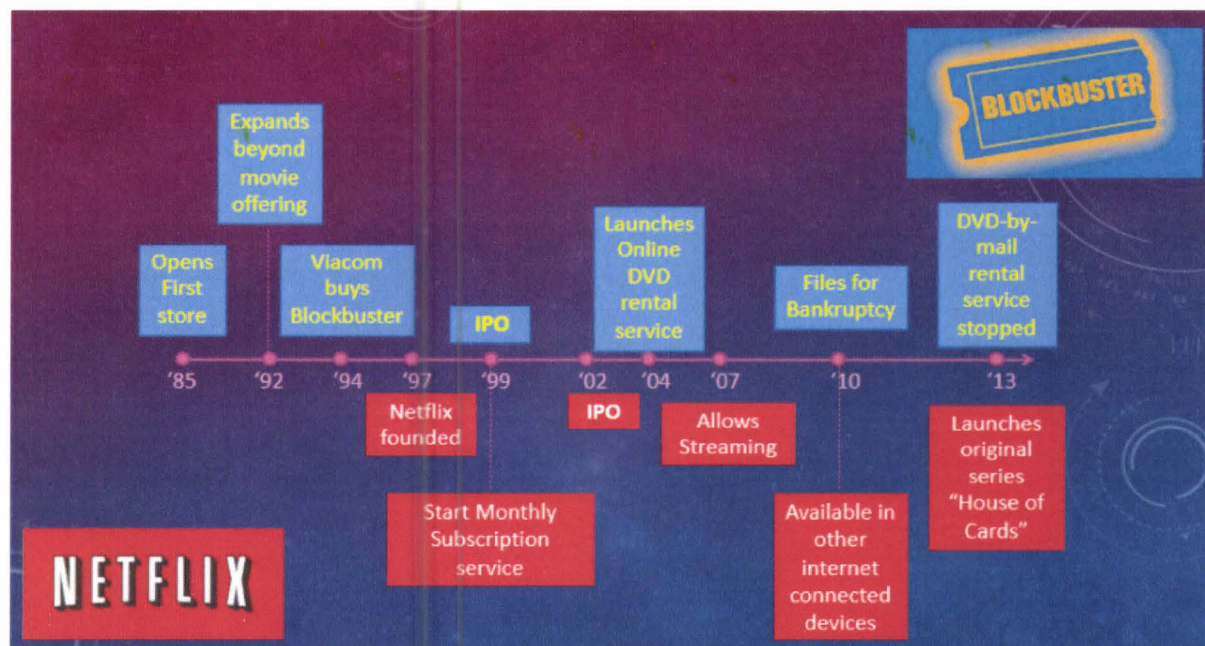 BLOCKBUSTER
Expands
beyond
movie
offering
Opens
First
store
Viacom
buys
Blockbuster
IPO
Launches
Online
DVD
rental
service
Files for
Bankruptcy
DVD-by-
mail
rental
service
stopped
'85
'92
'94
'97
'99
'02
'04
'07
'10
'13
Netflix
founded
Start Monthly
Subscription
service
IPO
Allows
Streaming
Available in
other
internet
connected
devices
Launches
original
series
“House of
Cards”
NETFLIX